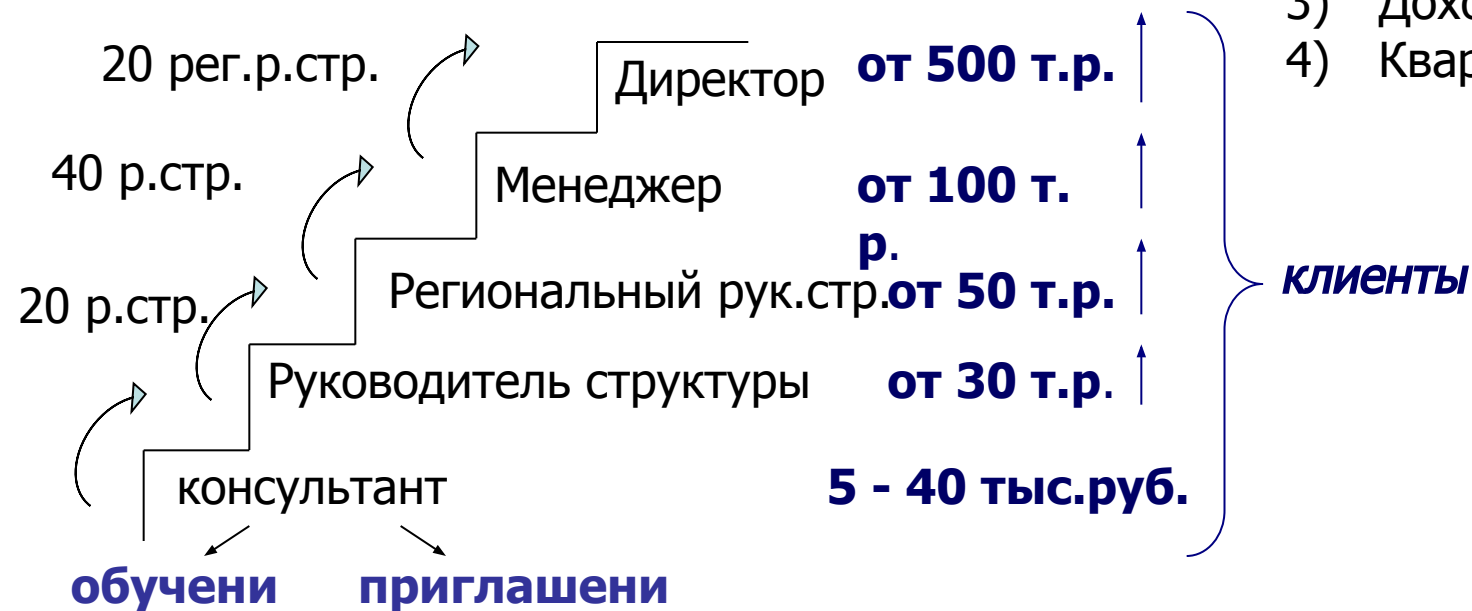 3) Дохо
4) Квар
20 рег.р.стр.
Директор от 500 т.р.
40 р.стр.
Менеджер от 100 т.
р.
20 р.стр.
Региональный рук.стр. от 50 т.р.
клиенты
Руководитель структуры от 30 т.р.
консультант 5 - 40 тыс.руб.
обучени приглашени